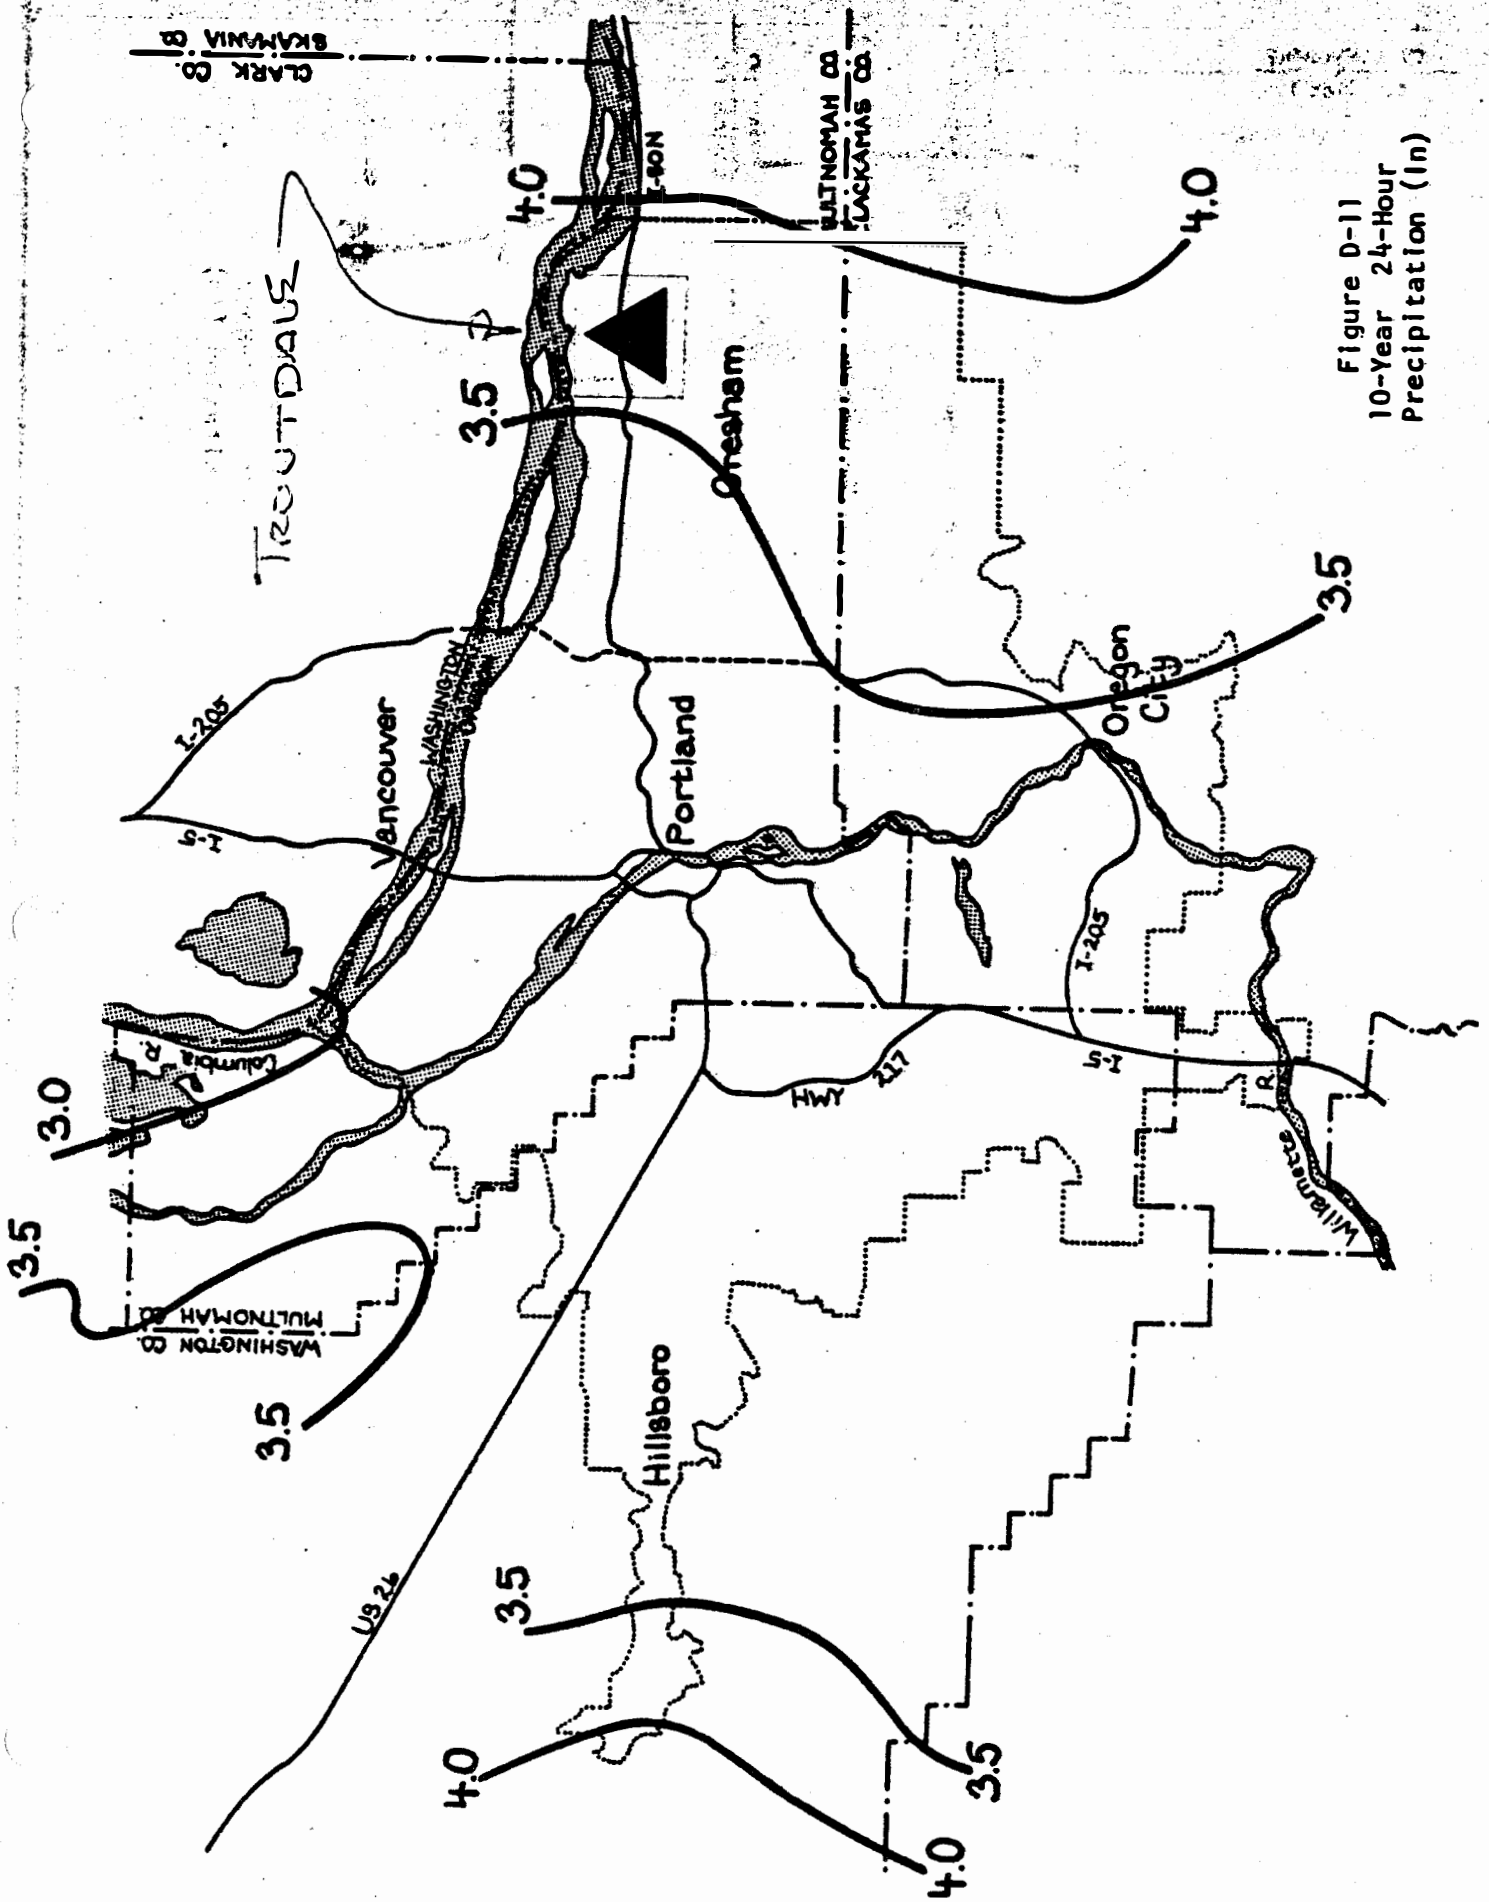 SKAMANIA CO.
CLARK CO.
4.0
I-80N
MULTNOMAH CO
CLACKAMAS CO.
4.0
TROUTDALE
3.5
Gresham
Figure D-11
10-Year 24-Hour
Precipitation (In)
I-205
Vancouver
WASHINGTON
OREGON
Portland
Oregon
City
3.5
I-5
3.0
Columbia
R
I-205
HWY
217
I-5
R
Willamette
3.5
MULTNOMAH CO.
WASHINGTON CO.
3.5
Hillsboro
US 26
3.5
3.5
4.0
4.0